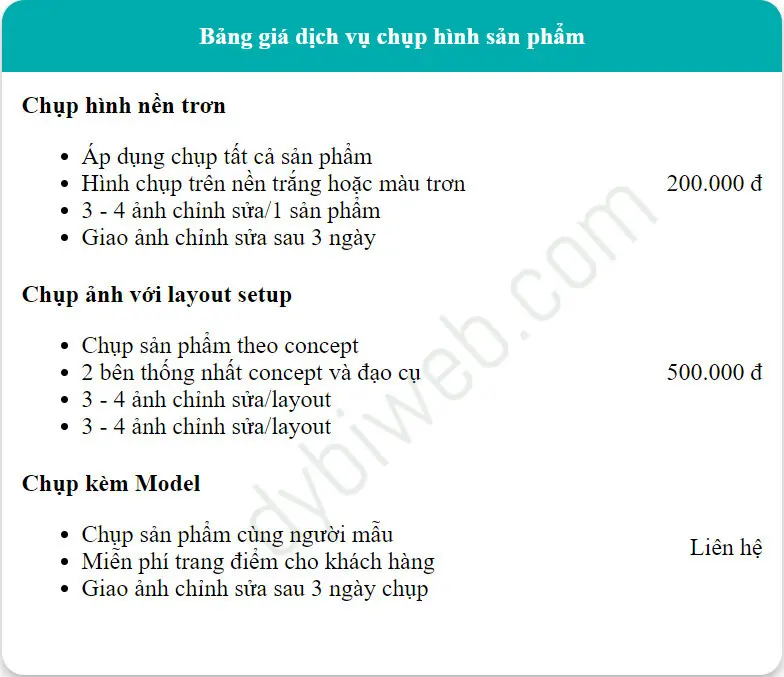 Bảng giá dịch vụ chụp hình sản phẩm
Chụp hình nền trơn
Áp dụng chụp tất cả sản phẩm
Hình chụp trên nền trắng hoặc màu trơn
3 - 4 ảnh chỉnh sửa/1 sản phẩm
Giao ảnh chỉnh sửa sau 3 ngày
200.000 đ
Chụp ảnh với layout setup
Chụp sản phẩm theo concept
2 bên thống nhất concept và đạo cụ
3 - 4 ảnh chỉnh sửa/layout
3 - 4 ảnh chỉnh sửa/layout
500.000 đ
Chụp kèm Model
Chụp sản phẩm cùng người mẫu
Miễn phí trang điểm cho khách hàng
Giao ảnh chỉnh sửa sau 3 ngày chụp
Liên hệ
dybiweb.com